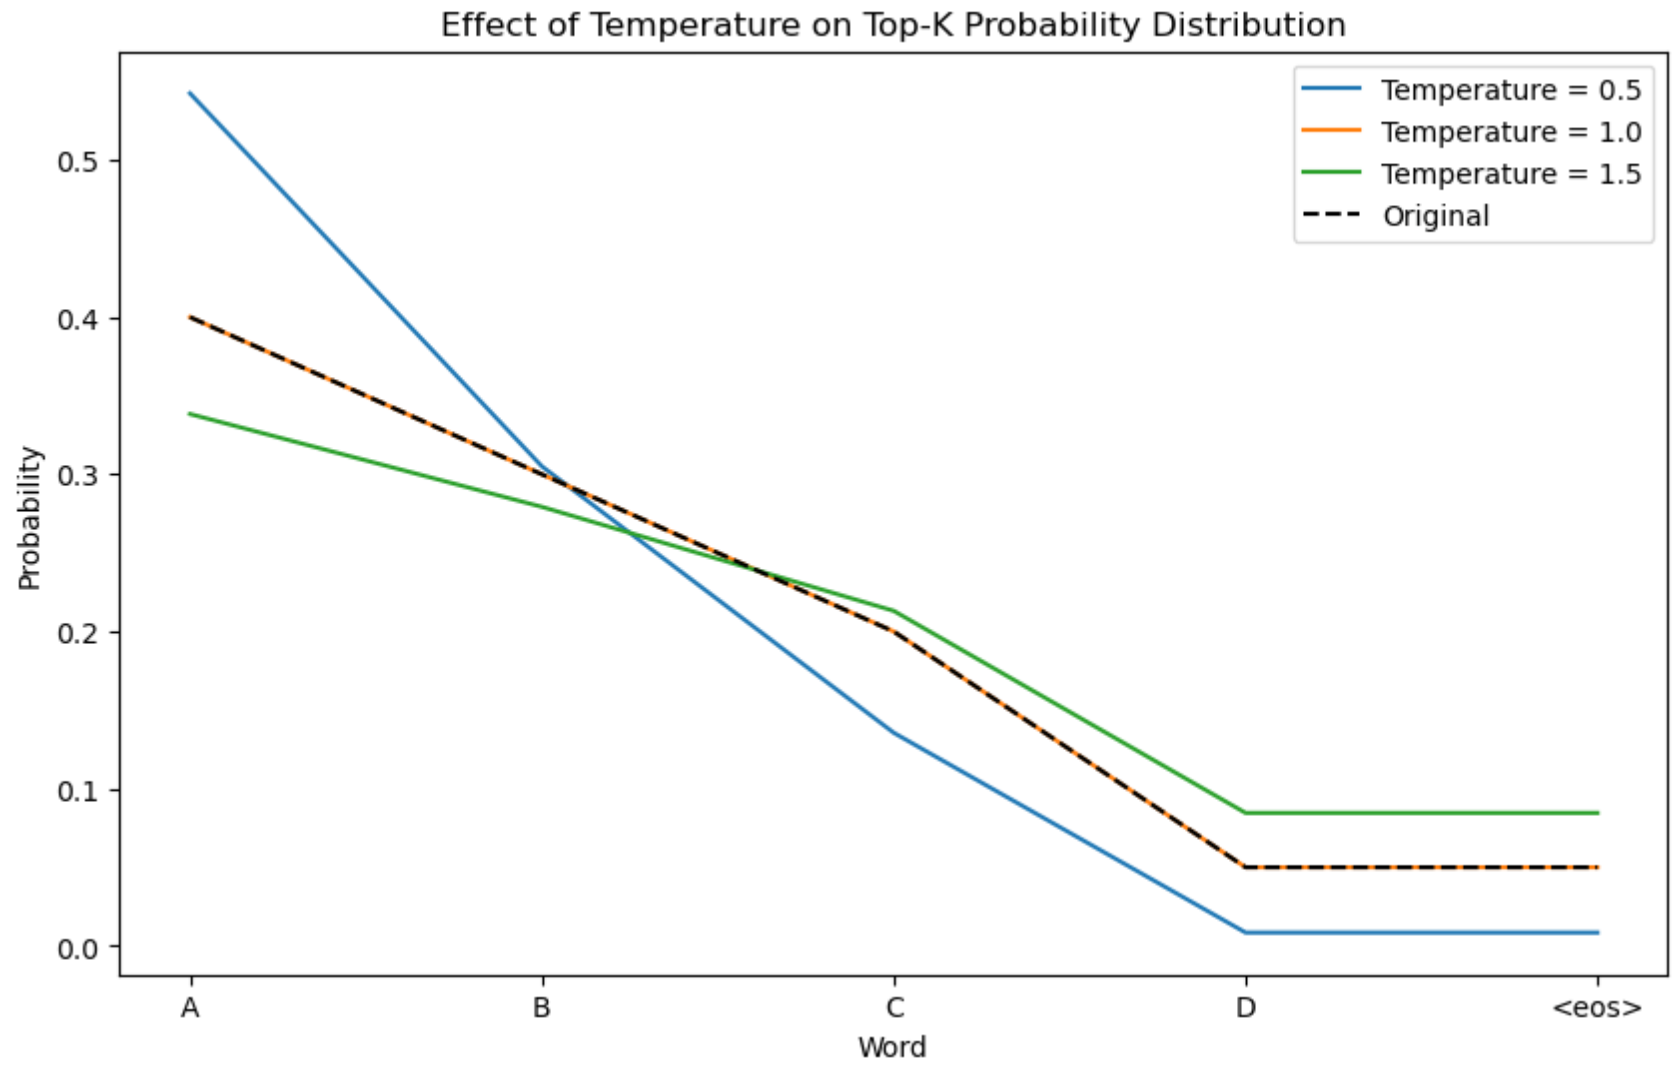 Effect of Temperature on Top-K Probability Distribution
Temperature = 0.5
Temperature = 1.0
Temperature = 1.5
Original
Probability
0.5
0.4
0.3
0.2
0.1
0.0
A B C D <eos>
Word